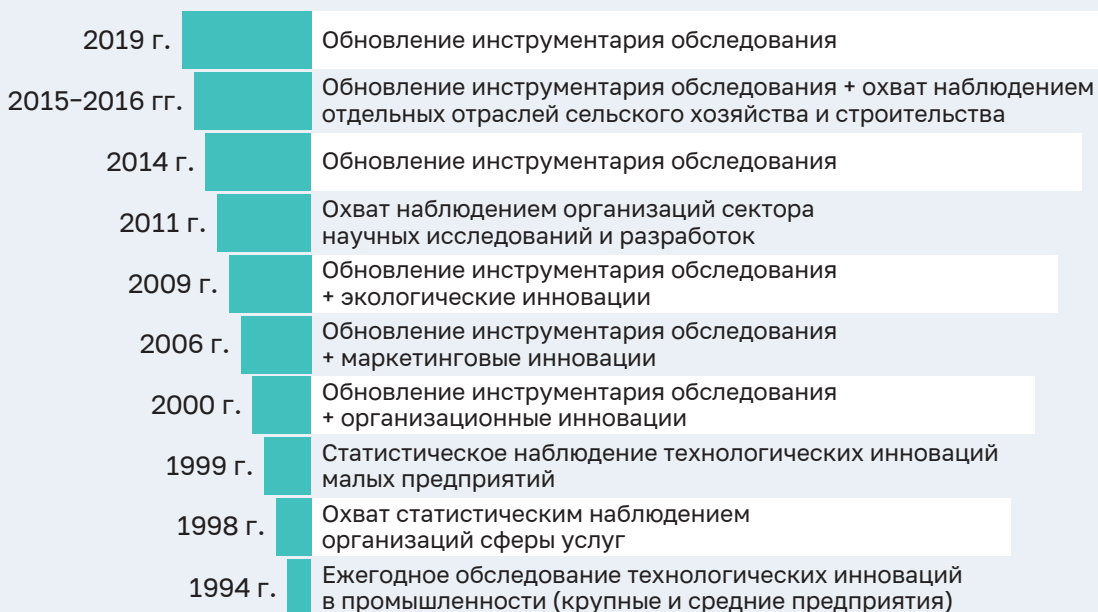 2019 г.
Обновление инструментария обследования
2015–2016 гг.
Обновление инструментария обследования + охват наблюдением
отдельных отраслей сельского хозяйства и строительства
2014 г.
Обновление инструментария обследования
2011 г.
Охват наблюдением организаций сектора
научных исследований и разработок
2009 г.
Обновление инструментария обследования
+ экологические инновации
2006 г.
Обновление инструментария обследования
+ маркетинговые инновации
2000 г.
Обновление инструментария обследования
+ организационные инновации
1999 г.
Статистическое наблюдение технологических инноваций
малых предприятий
1998 г.
Охват статистическим наблюдением
организаций сферы услуг
1994 г.
Ежегодное обследование технологических инноваций
в промышленности (крупные и средние предприятия)